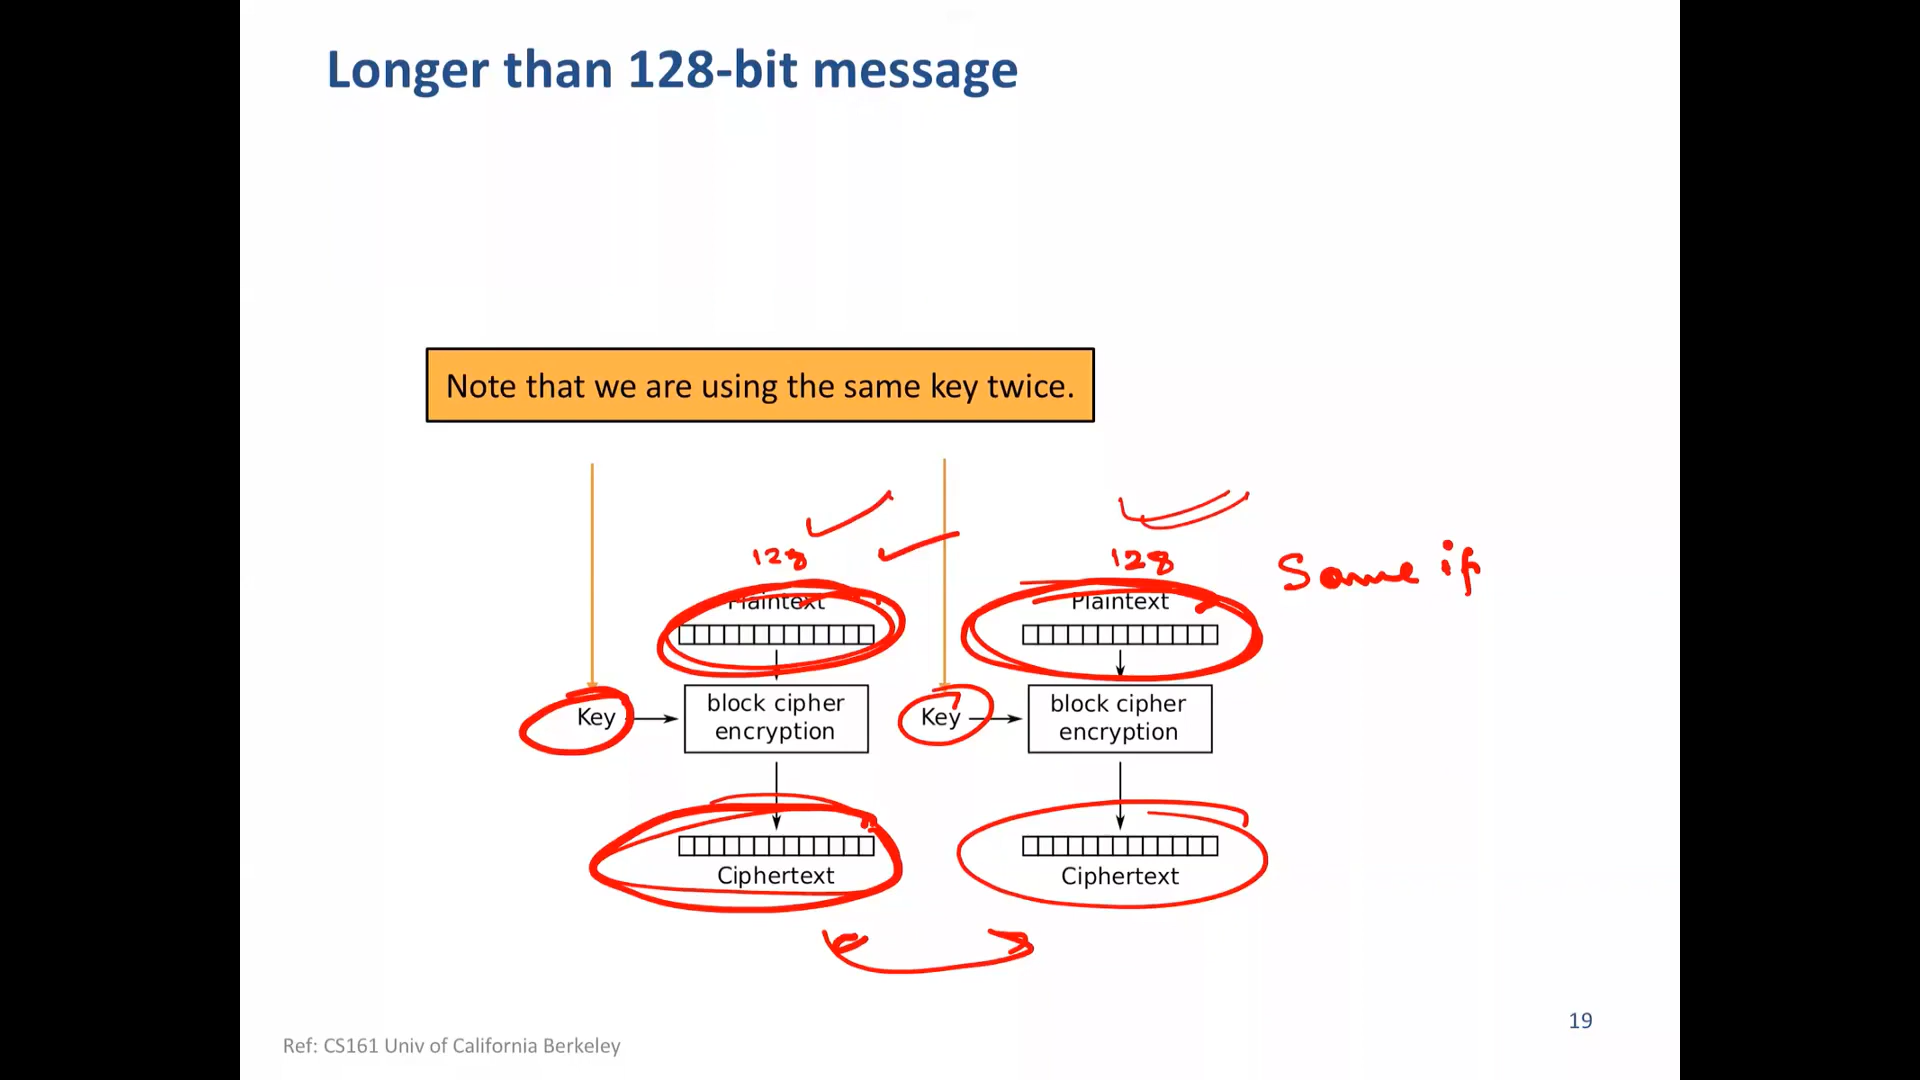 Longer than 128-bit message
Note that we are using the same key twice.
128 128
Same if
Plaintext Plaintext
Key block cipher encryption Key block cipher encryption
Ciphertext Ciphertext
19
Ref: CS161 Univ of California Berkeley